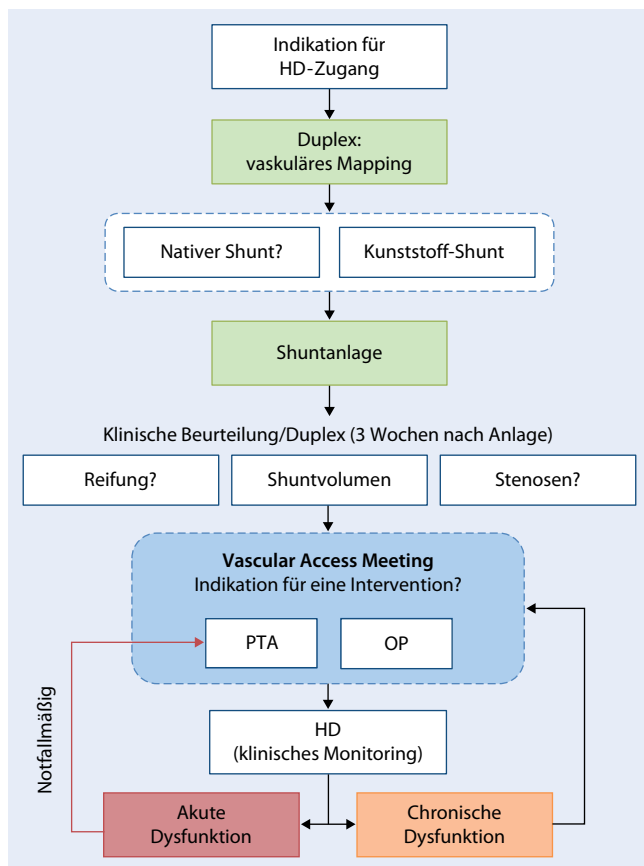 Indikation für
HD-Zugang
Duplex:
vaskuläres Mapping
Nativer Shunt?
Kunststoff-Shunt
Shuntanlage
Klinische Beurteilung/Duplex (3 Wochen nach Anlage)
Reifung?
Shuntvolumen
Stenosen?
Vascular Access Meeting
Indikation für eine Intervention?
PTA
OP
Notfallmäßig
HD
(klinisches Monitoring)
Akute
Dysfunktion
Chronische
Dysfunktion